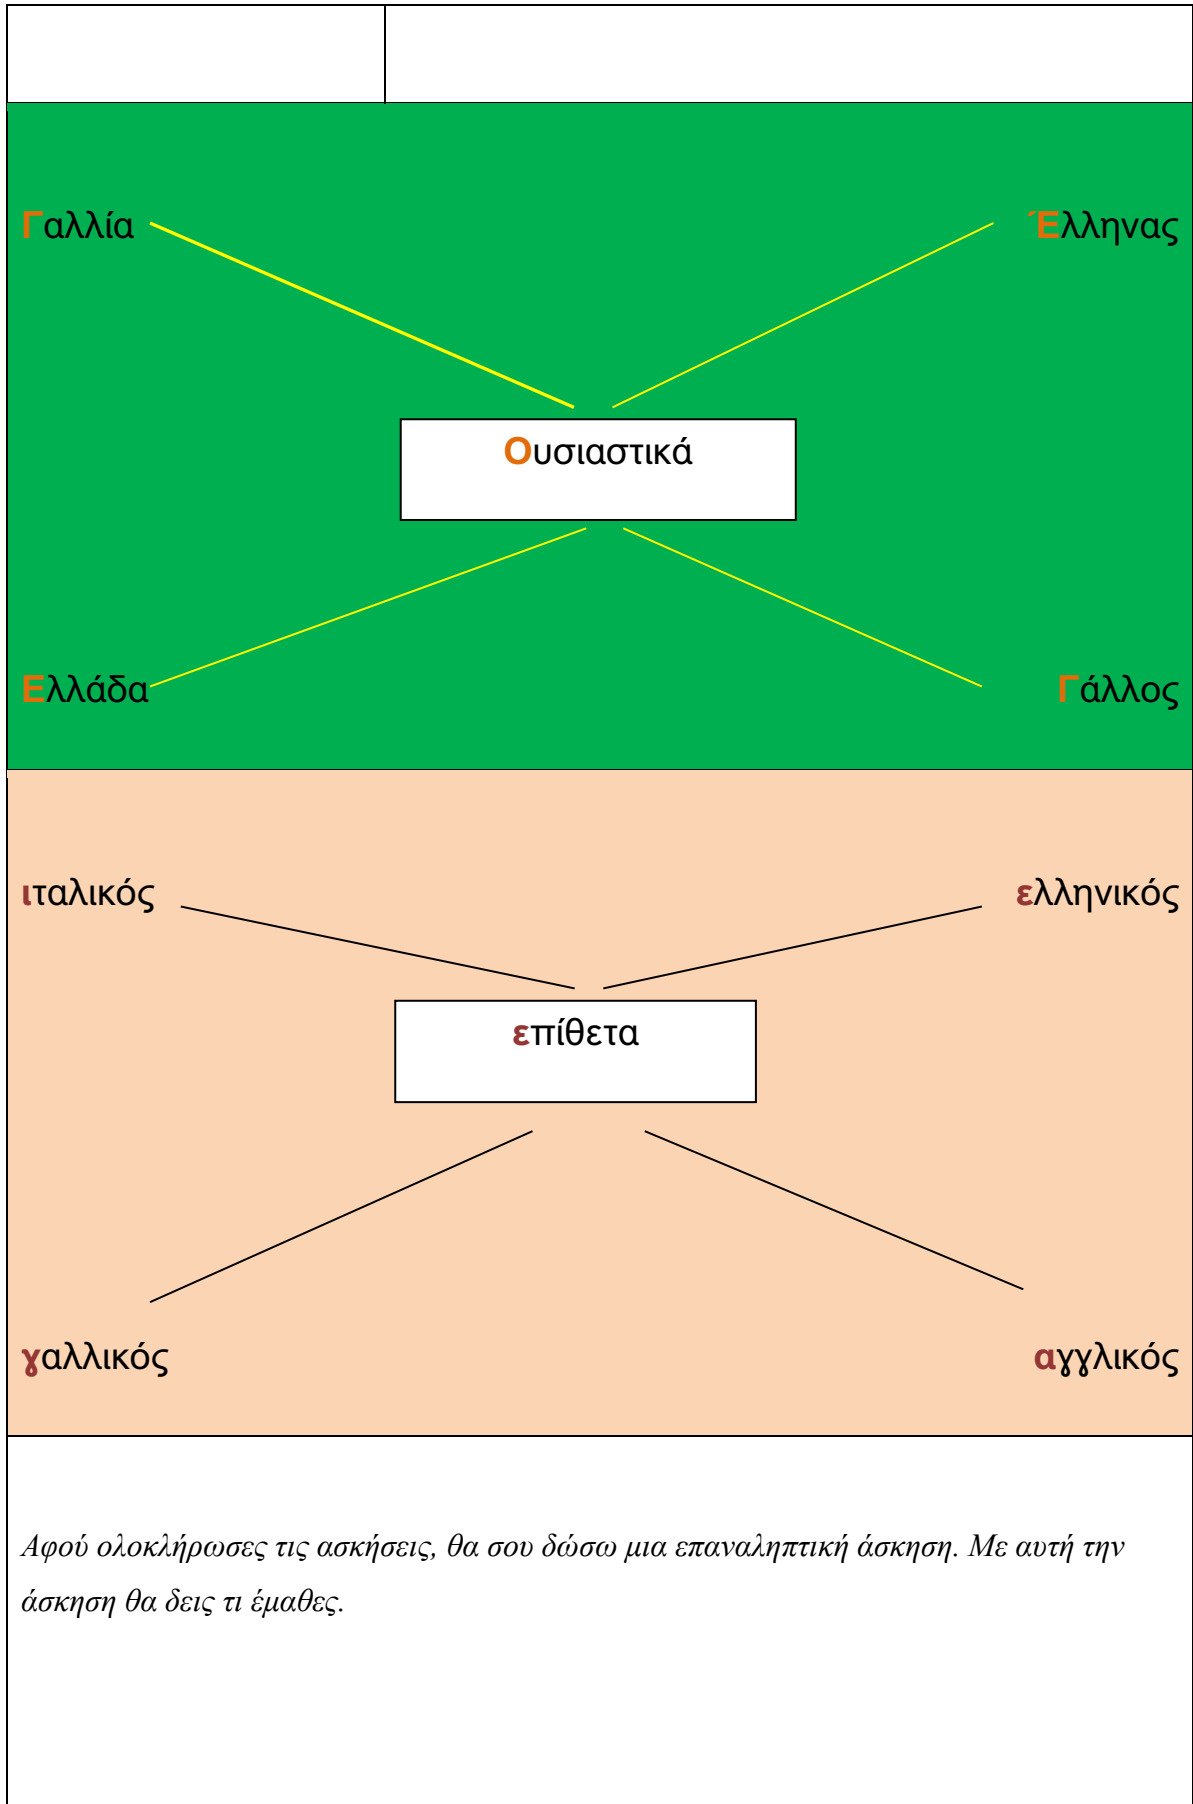 Γαλλία Έλληνας
Ουσιαστικά
Ελλάδα Γάλλος
ιταλικός ελληνικός
επίθετα
γαλλικός αγγλικός
Αφού ολοκλήρωσες τις ασκήσεις, θα σου δώσω μια επαναληπτική άσκηση. Με αυτή την
άσκηση θα δεις τι έμαθες.